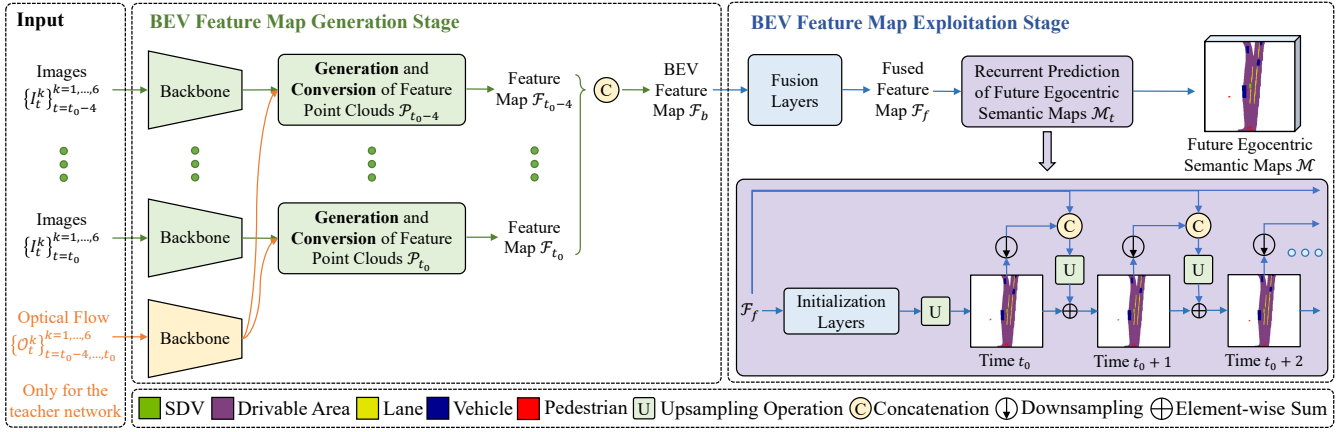 Input
Images
{I_t^k}_{t=t_0-4}^{k=1,...,6}
Images
{I_t^k}_{t=t_0}^{k=1,...,6}
Optical Flow
{O_t^k}_{t=t_0-4,...,t_0}^{k=1,...,6}
Only for the
teacher network
BEV Feature Map Generation Stage
Backbone
Generation and
Conversion of Feature
Point Clouds 𝒫_{t_0-4}
Feature
Map ℱ_{t_0-4}
C
BEV
Feature
Map ℱ_b
Backbone
Generation and
Conversion of Feature
Point Clouds 𝒫_{t_0}
Feature
Map ℱ_{t_0}
Backbone
BEV Feature Map Exploitation Stage
Fusion
Layers
Fused
Feature
Map ℱ_f
Recurrent Prediction
of Future Egocentric
Semantic Maps ℳ_t
Future Egocentric
Semantic Maps ℳ
C
C
U
U
ℱ_f
Initialization
Layers
U
Time t_0
Time t_0 + 1
Time t_0 + 2
SDV
Drivable Area
Lane
Vehicle
Pedestrian
U Upsampling Operation
C Concatenation
Downsampling
Element-wise Sum